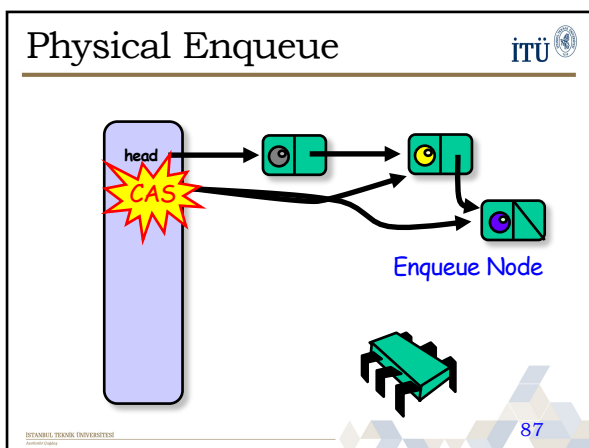 Physical Enqueue
İTÜ
head
CAS
Enqueue Node
İSTANBUL TEKNİK ÜNİVERSİTESİ
87